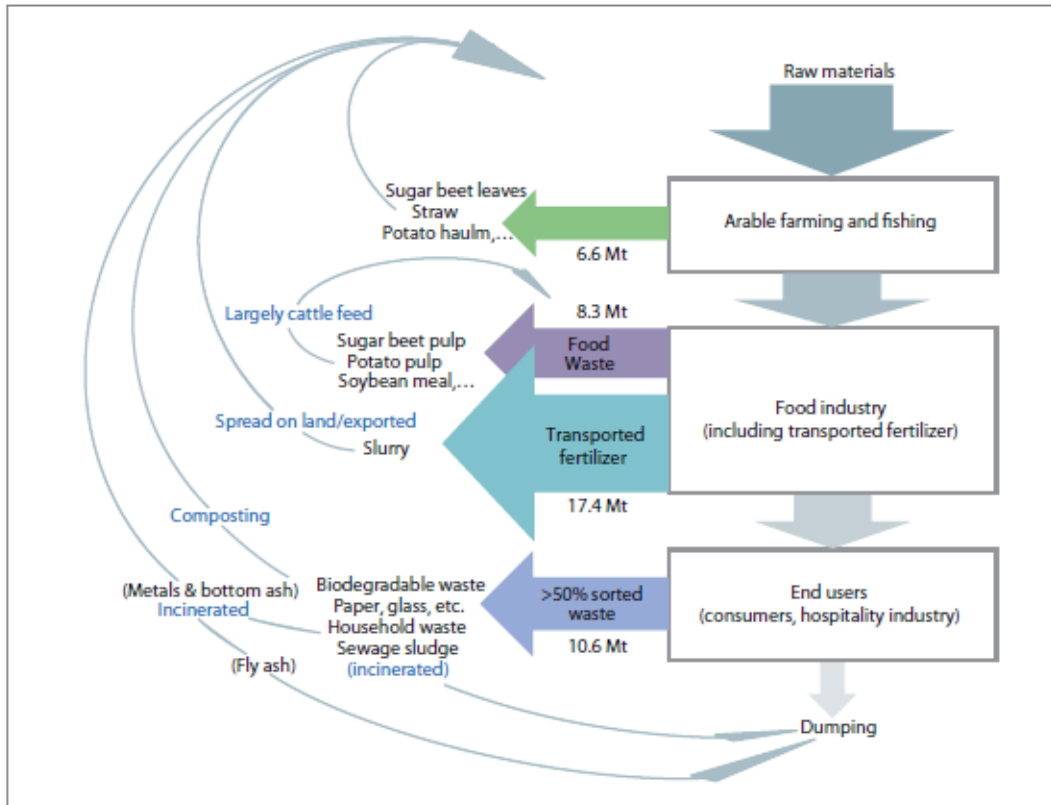 Raw materials
Sugar beet leaves
Straw
Potato haulm,...
Arable farming and fishing
6.6 Mt
Largely cattle feed
8.3 Mt
Sugar beet pulp
Potato pulp
Soybean meal,...
Food
Waste
Food industry
(including transported fertilizer)
Spread on land/exported
Slurry
Transported
fertilizer
17.4 Mt
Composting
(Metals & bottom ash)
Incinerated
Biodegradable waste
Paper, glass, etc.
Household waste
Sewage sludge
(incinerated)
>50% sorted
waste
10.6 Mt
End users
(consumers, hospitality industry)
(Fly ash)
Dumping